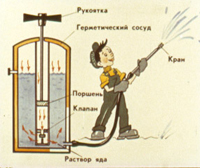 Рукоятка
Герметический сосуд
Кран
Поршень
Клапан
Раствор яда